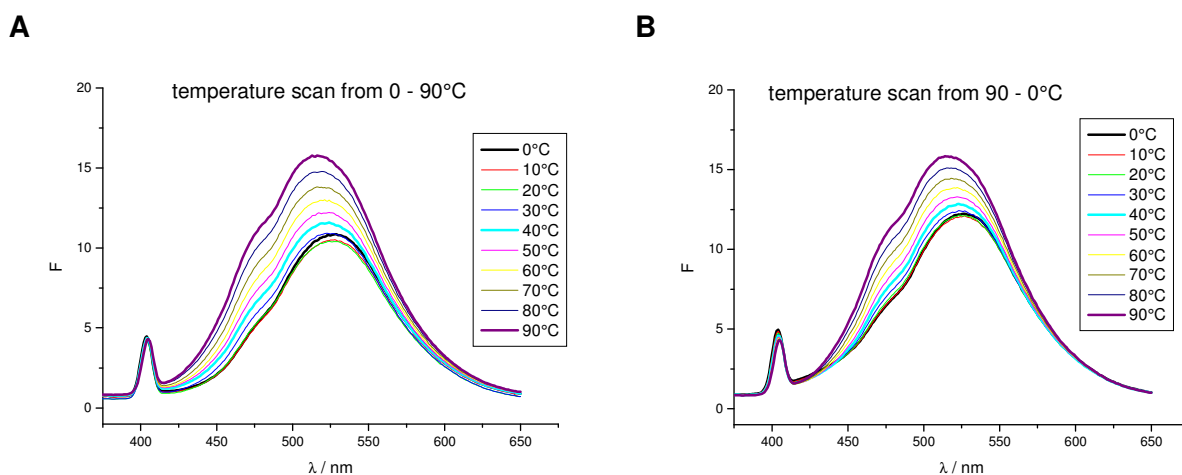 A
temperature scan from 0 - 90°C
20
15
10
5
0
F
400
450
500
550
600
650
λ / nm
0°C
10°C
20°C
30°C
40°C
50°C
60°C
70°C
80°C
90°C
B
temperature scan from 90 - 0°C
20
15
10
5
0
F
400
450
500
550
600
650
λ / nm
0°C
10°C
20°C
30°C
40°C
50°C
60°C
70°C
80°C
90°C